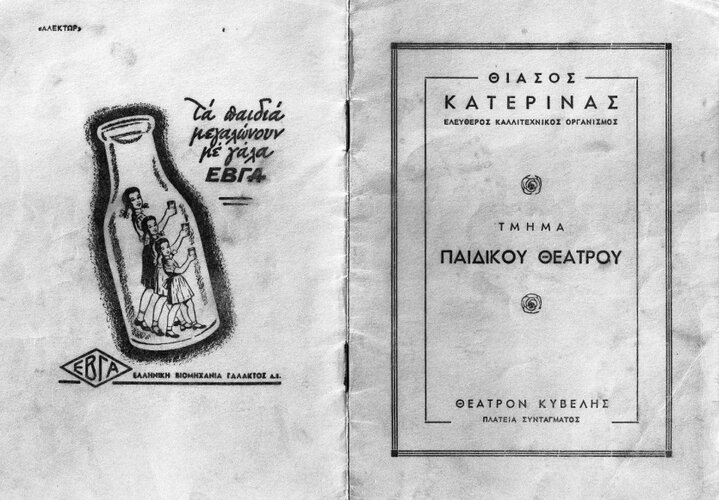 «ΑΛΕΚΤΩΡ»
Τά παιδιά
μεγαλώνουν
μέ γάλα
ΕΒΓΑ
ΕΒΓΑ
ΕΛΛΗΝΙΚΗ ΒΙΟΜΗΧΑΝΙΑ ΓΑΛΑΚΤΟΣ Α.Ε.
ΘΙΑΣΟΣ
ΚΑΤΕΡΙΝΑΣ
ΕΛΕΥΘΕΡΟΣ ΚΑΛΛΙΤΕΧΝΙΚΟΣ ΟΡΓΑΝΙΣΜΟΣ
ΤΜΗΜΑ
ΠΑΙΔΙΚΟΥ ΘΕΑΤΡΟΥ
ΘΕΑΤΡΟΝ ΚΥΒΕΛΗΣ
ΠΛΑΤΕΙΑ ΣΥΝΤΑΓΜΑΤΟΣ